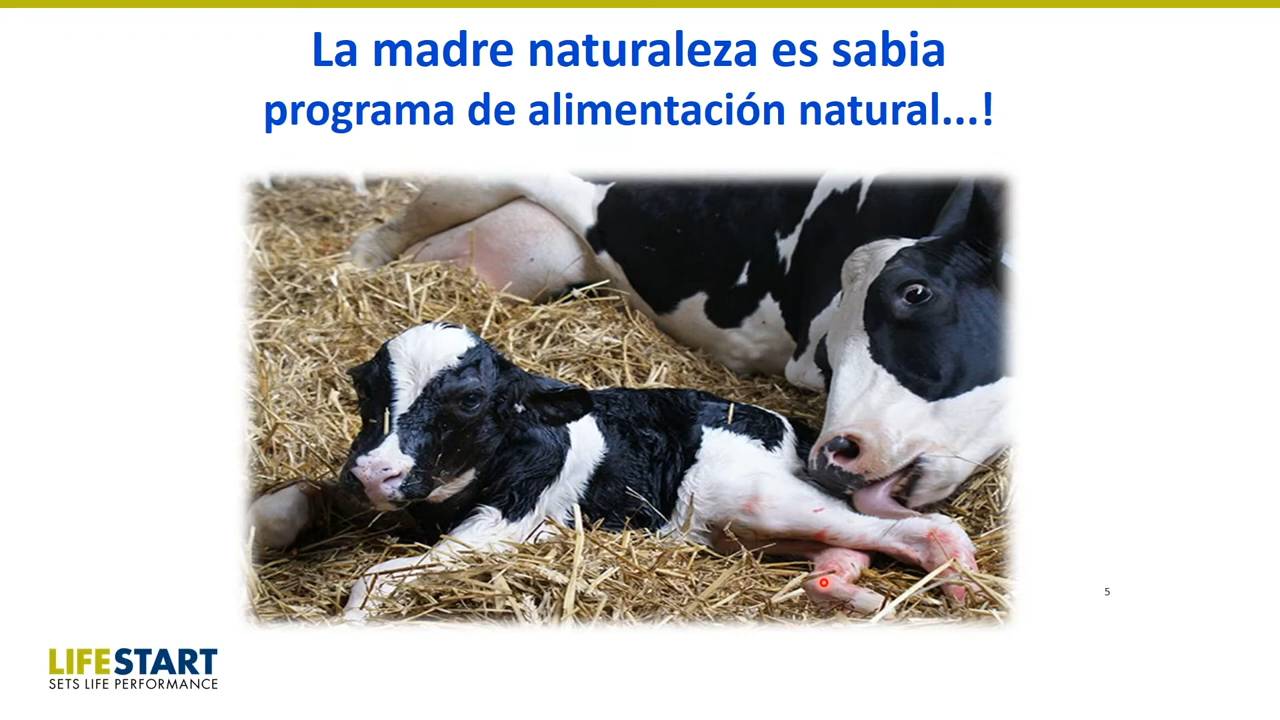 La madre naturaleza es sabia
programa de alimentación natural...!
5
LIFESTART
SETS LIFE PERFORMANCE